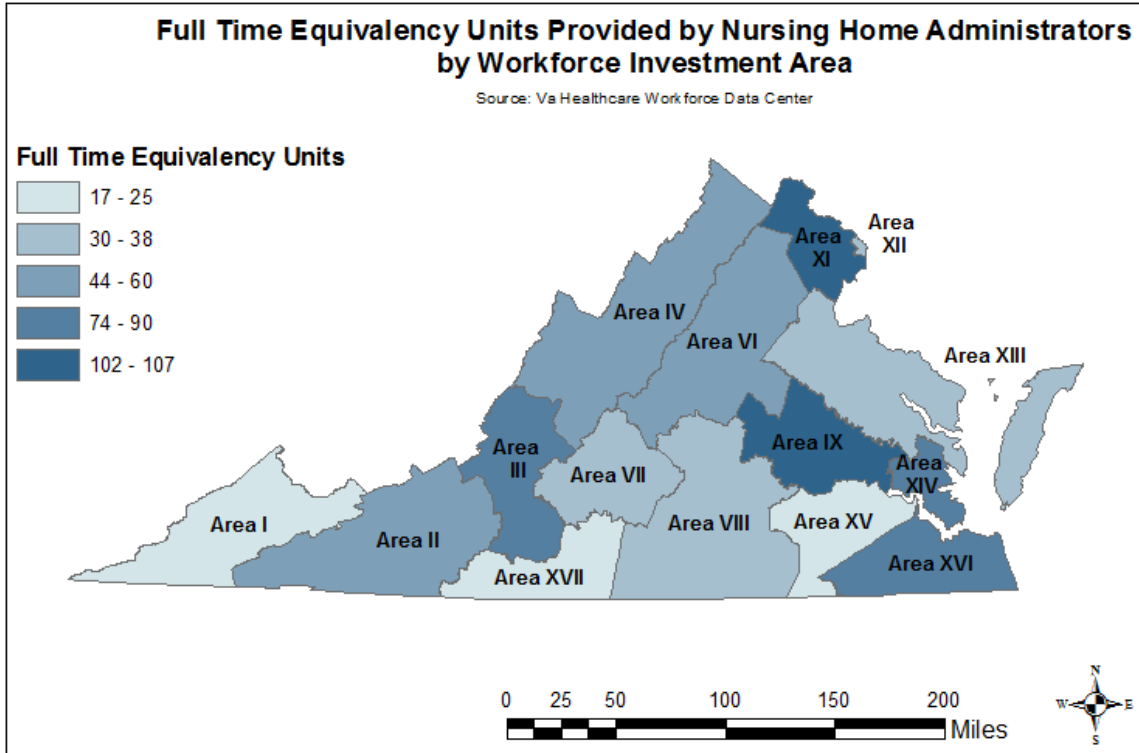 Full Time Equivalency Units Provided by Nursing Home Administrators
by Workforce Investment Area
Source: Va Healthcare Workforce Data Center
Full Time Equivalency Units
17 - 25
30 - 38
44 - 60
74 - 90
102 - 107
Area
XI
Area
XII
Area IV
Area VI
Area XIII
Area
III
Area VII
Area IX
Area
XIV
Area I
Area II
Area VIII
Area XV
Area XVII
Area XVI
0 25 50 100 150 200
Miles
N
W E
S